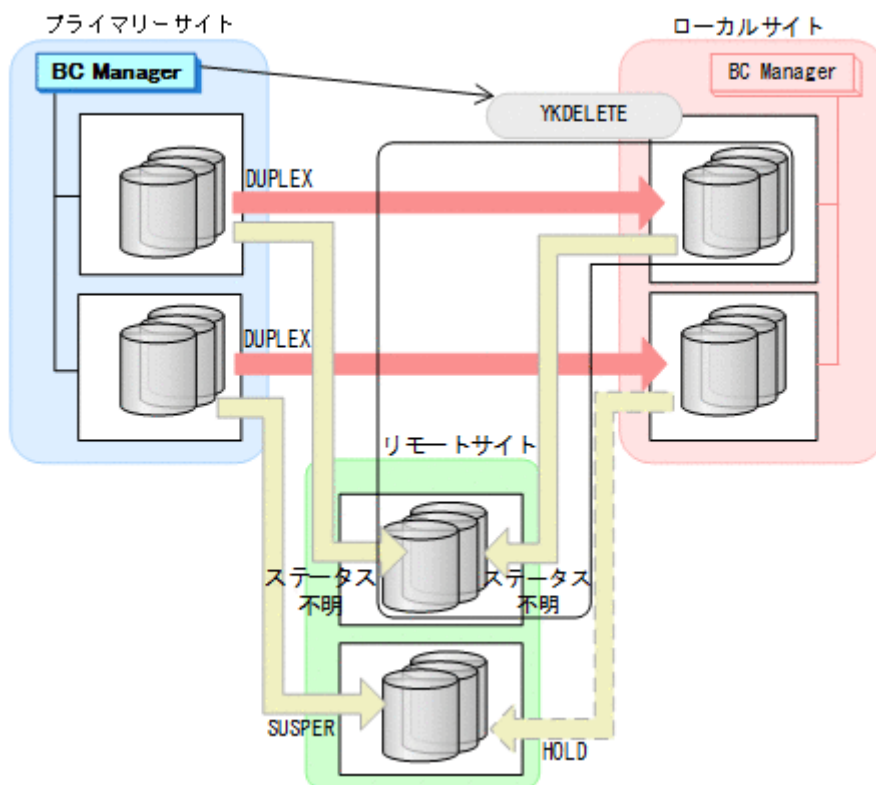 プライマリーサイト
ローカルサイト
BC Manager
BC Manager
YKDELETE
DUPLEX
DUPLEX
リモートサイト
ステータス
不明
ステータス
不明
SUSPER
HOLD